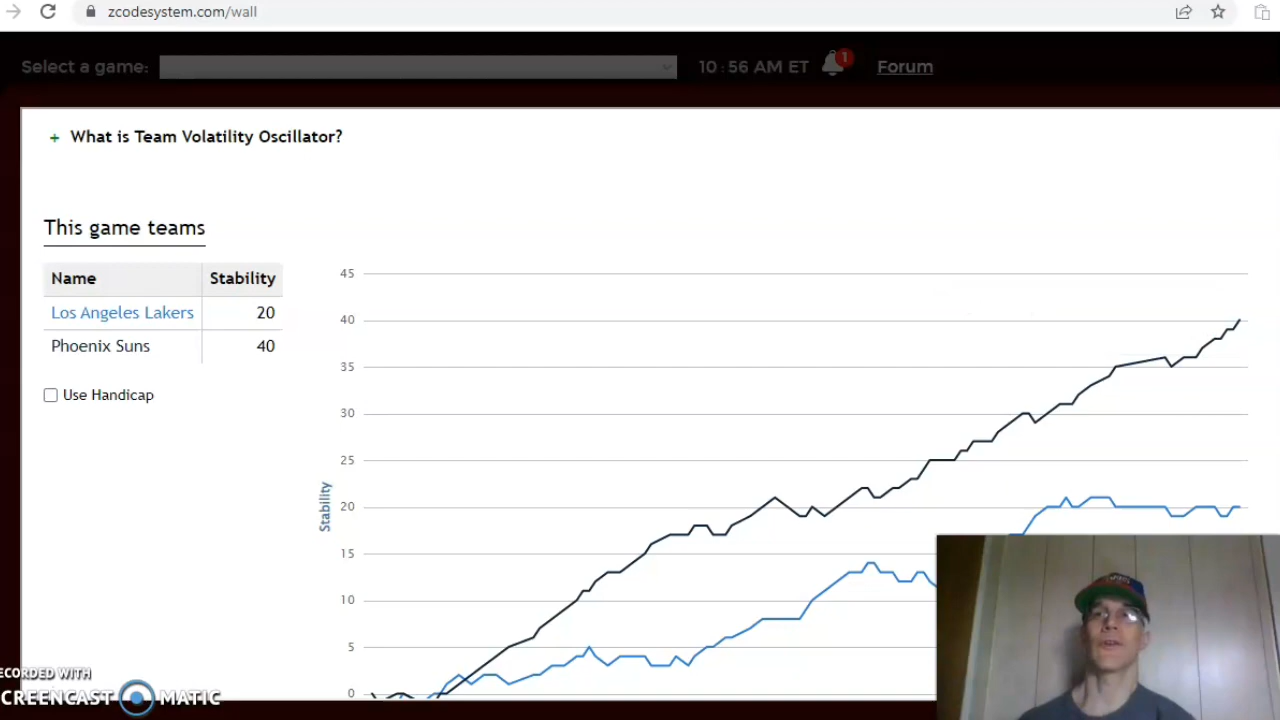 zcodesystem.com/wall
Select a game: 10:56 AM ET 1 Forum
+ What is Team Volatility Oscillator?
This game teams
Name Stability
Los Angeles Lakers 20
Phoenix Suns 40
Use Handicap
45
40
35
30
25
20
15
10
5
0
Stability
ECORDED WITH
CREENCAST MATIC